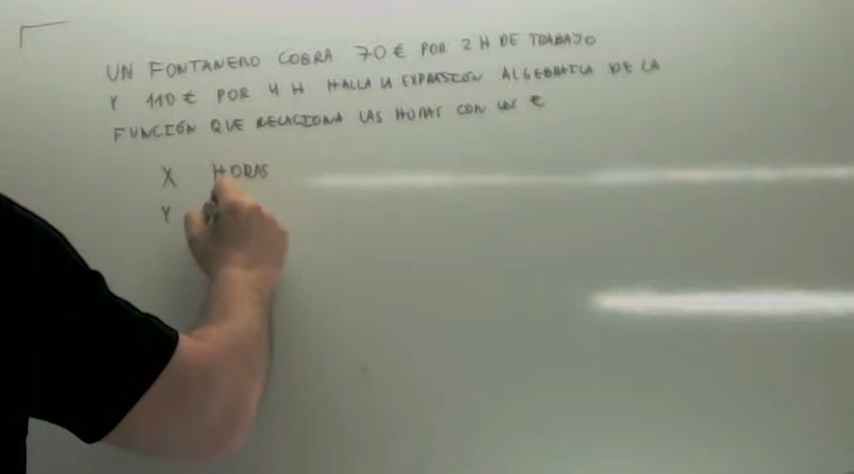 UN FONTANERO COBRA 70 € POR 2 H DE TRABAJO
Y 110 € POR 4 H HALLA LA EXPRESIÓN ALGEBRAICA DE LA
FUNCIÓN QUE RELACIONA LAS HORAS CON LOS €
X HORAS
Y